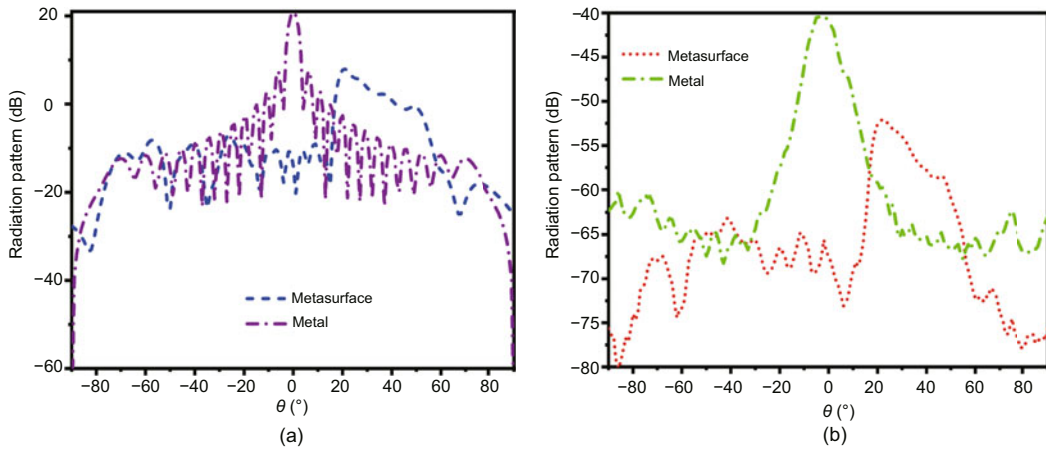 20
0
−20
−40
−60
Radiation pattern (dB)
Metasurface
Metal
−80 −60 −40 −20 0 20 40 60 80
θ (°)
(a)
−40
−45
−50
−55
−60
−65
−70
−75
−80
Radiation pattern (dB)
Metasurface
Metal
−80 −60 −40 −20 0 20 40 60 80
θ (°)
(b)